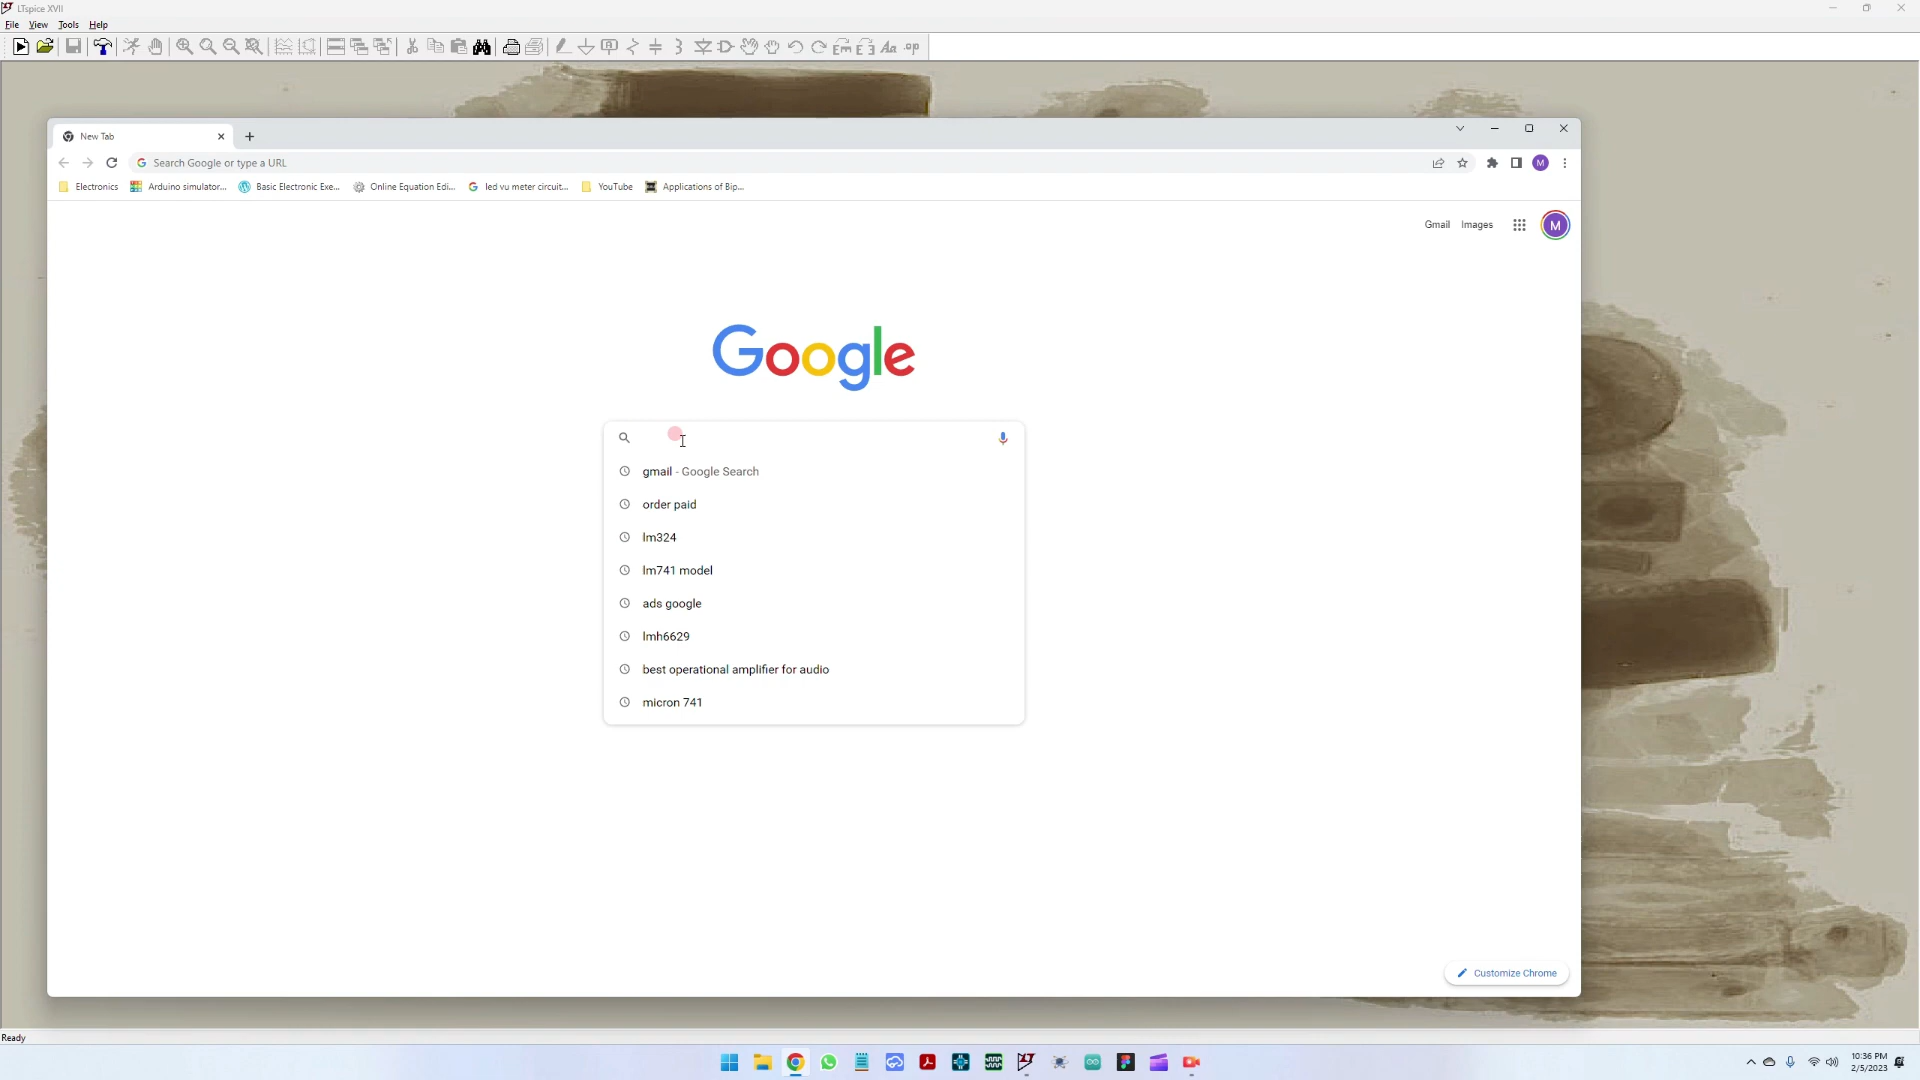 LTspice XVII
File View Tools Help
New Tab
Search Google or type a URL
M
Electronics Arduino simulator... Basic Electronic Exe... Online Equation Edi... led vu meter circuit... YouTube Applications of Bip...
Gmail Images M
Google
gmail - Google Search
order paid
lm324
lm741 model
ads google
lmh6629
best operational amplifier for audio
micron 741
Customize Chrome
Ready
10:36 PM
2/5/2023